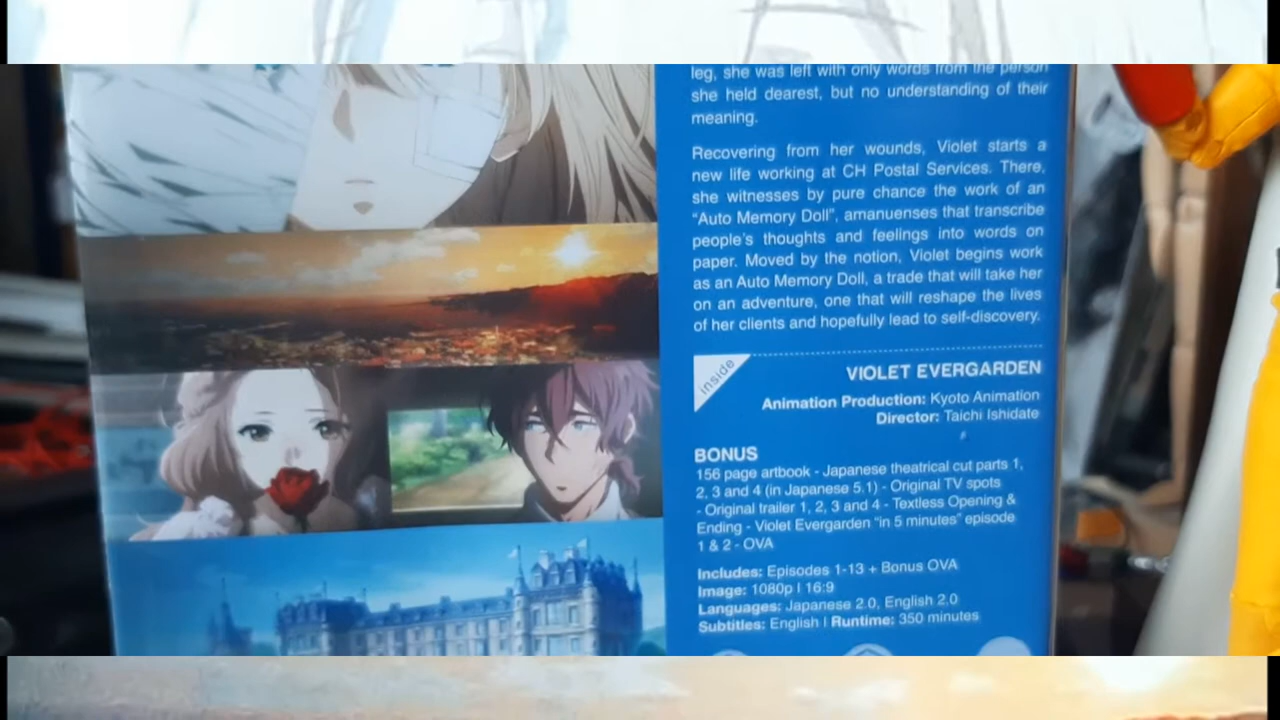 leg, she was left with only words from the person
she held dearest, but no understanding of their
meaning.
Recovering from her wounds, Violet starts a
new life working at CH Postal Services. There,
she witnesses by pure chance the work of an
“Auto Memory Doll”, amanuenses that transcribe
people's thoughts and feelings into words on
paper. Moved by the notion, Violet begins work
as an Auto Memory Doll, a trade that will take her
on an adventure, one that will reshape the lives
of her clients and hopefully lead to self-discovery.
inside
VIOLET EVERGARDEN
Animation Production: Kyoto Animation
Director: Taichi Ishidate
BONUS
156 page artbook - Japanese theatrical cut parts 1,
2, 3 and 4 (in Japanese 5.1) - Original TV spots
- Original trailer 1, 2, 3 and 4 - Textless Opening &
Ending - Violet Evergarden “in 5 minutes” episode
1 & 2 - OVA
Includes: Episodes 1-13 + Bonus OVA
Image: 1080p I 16:9
Languages: Japanese 2.0, English 2.0
Subtitles: English I Runtime: 350 minutes